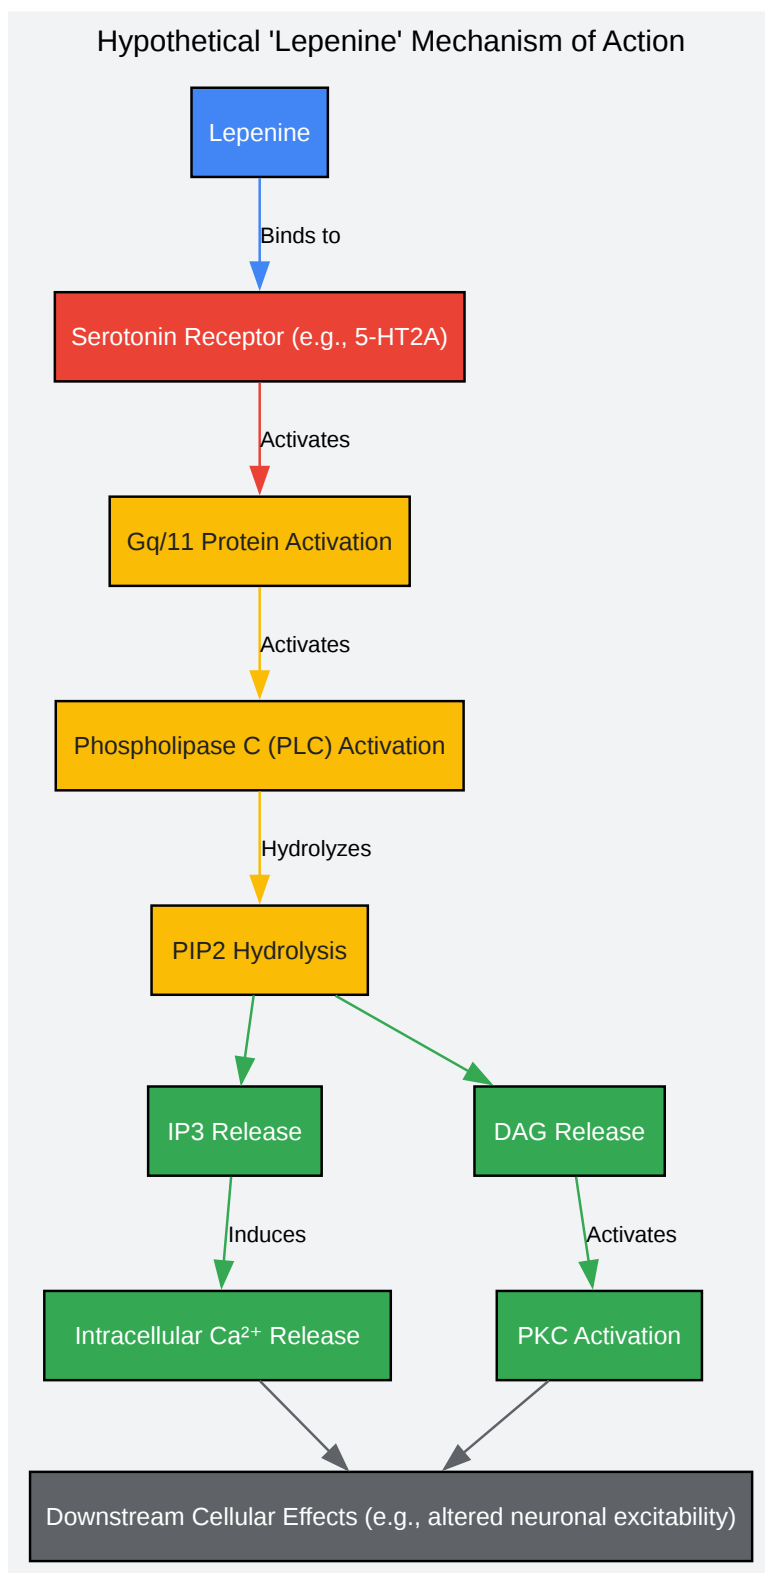 Hypothetical 'Lepenine' Mechanism of Action
Lepenine
Binds to
Serotonin Receptor (e.g., 5-HT2A)
Activates
Gq/11 Protein Activation
Activates
Phospholipase C (PLC) Activation
Hydrolyzes
PIP2 Hydrolysis
IP3 Release
DAG Release
Induces
Activates
Intracellular Ca²⁺ Release
PKC Activation
Downstream Cellular Effects (e.g., altered neuronal excitability)